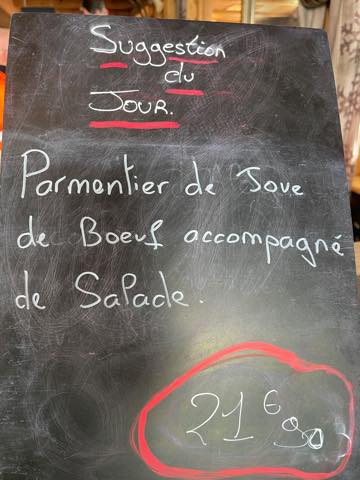 Suggestion
du
Jour.
Parmentier de Joue
de Boeuf accompagné
de Salade.
21€90